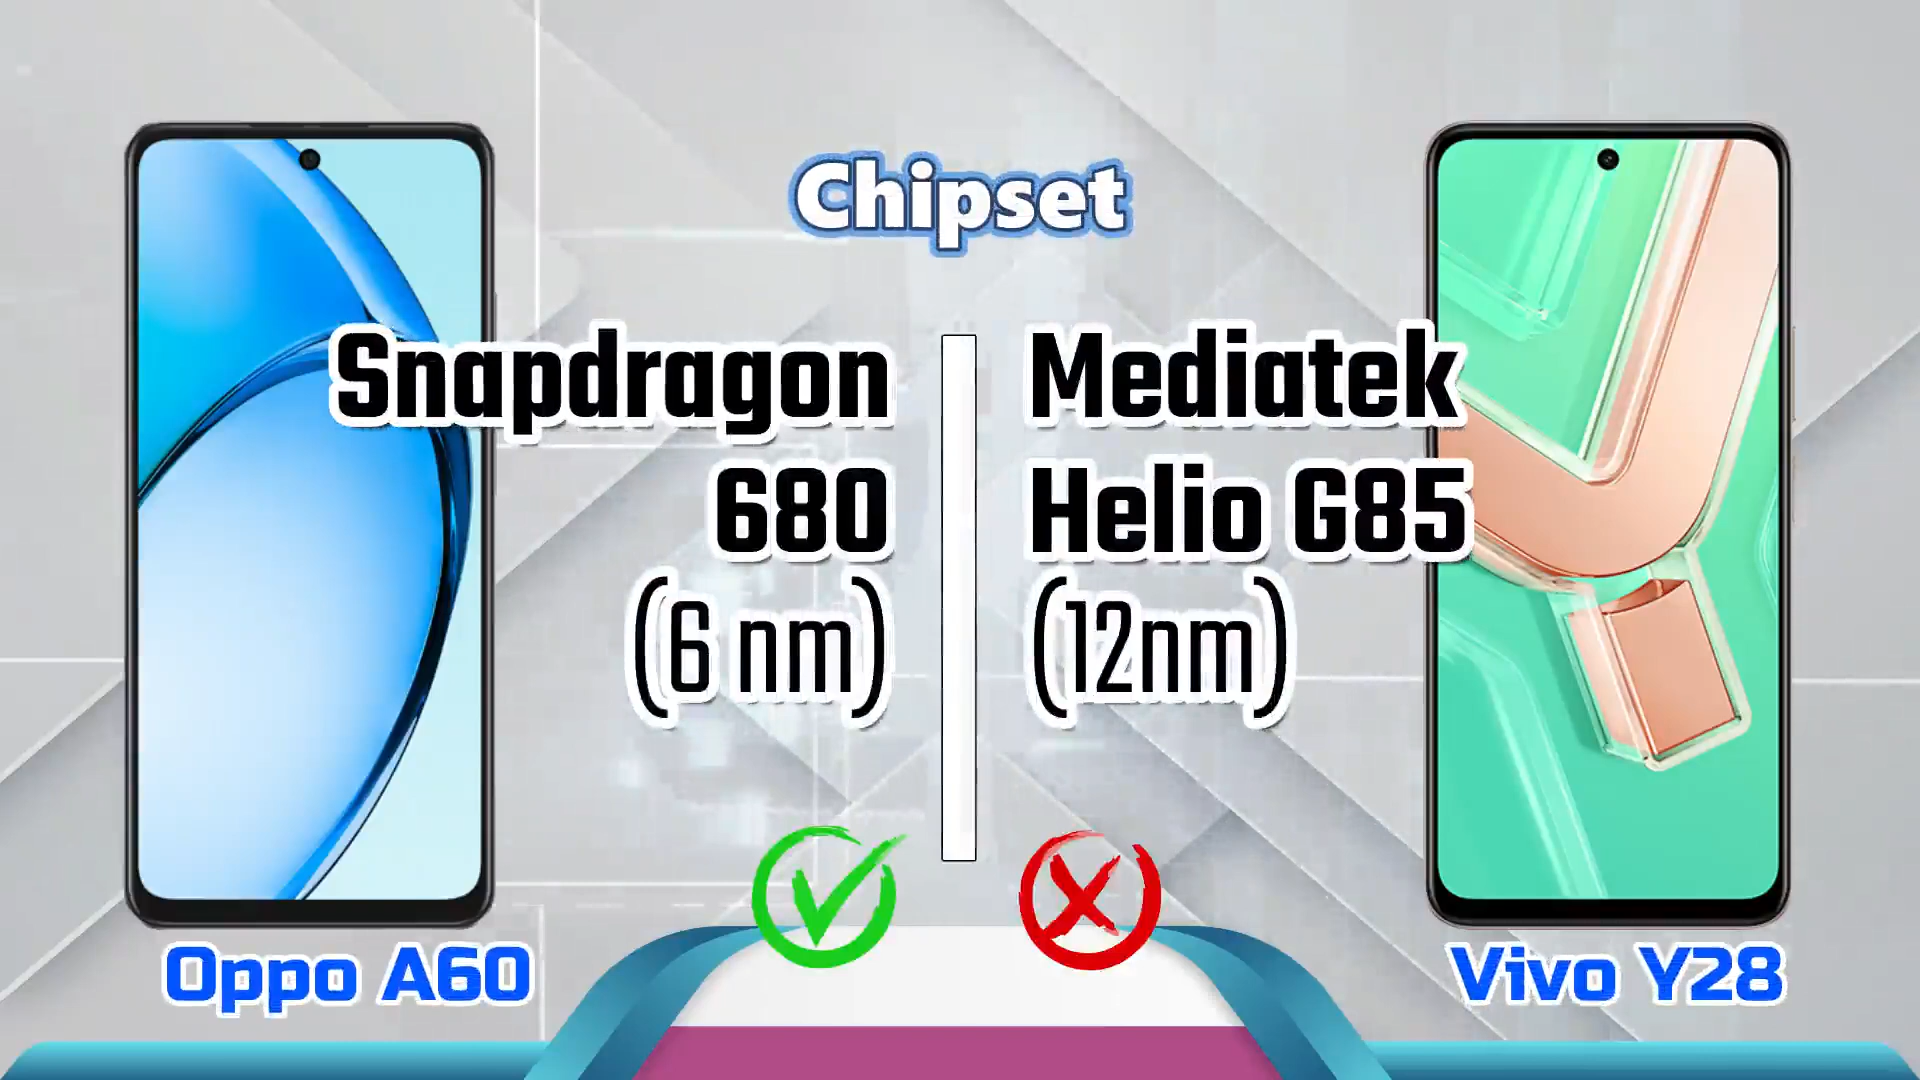 Chipset
Snapdragon
680
(6 nm)
Mediatek
Helio G85
(12nm)
Oppo A60
Vivo Y28